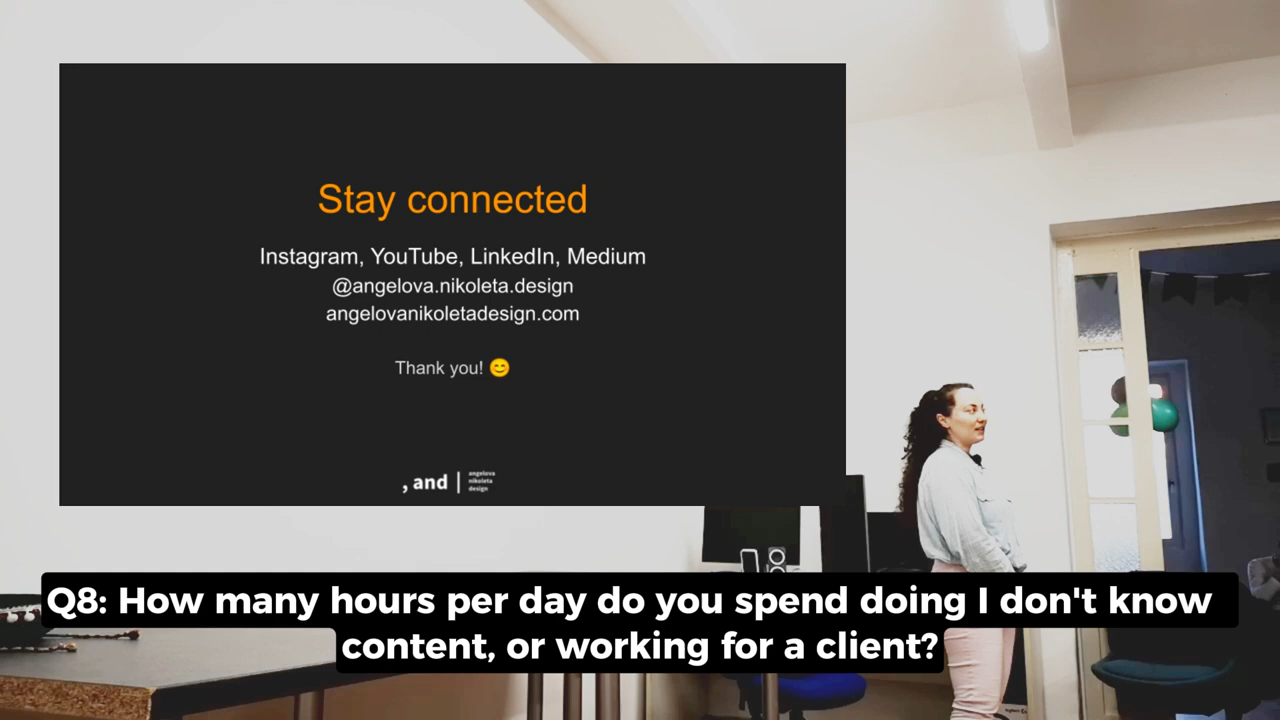 Stay connected
Instagram, YouTube, LinkedIn, Medium
@angelova.nikoleta.design
angelovanikoletadesign.com
Thank you! 😊
, and | angelova
nikoleta
design
Q8: How many hours per day do you spend doing I don't know
content, or working for a client?